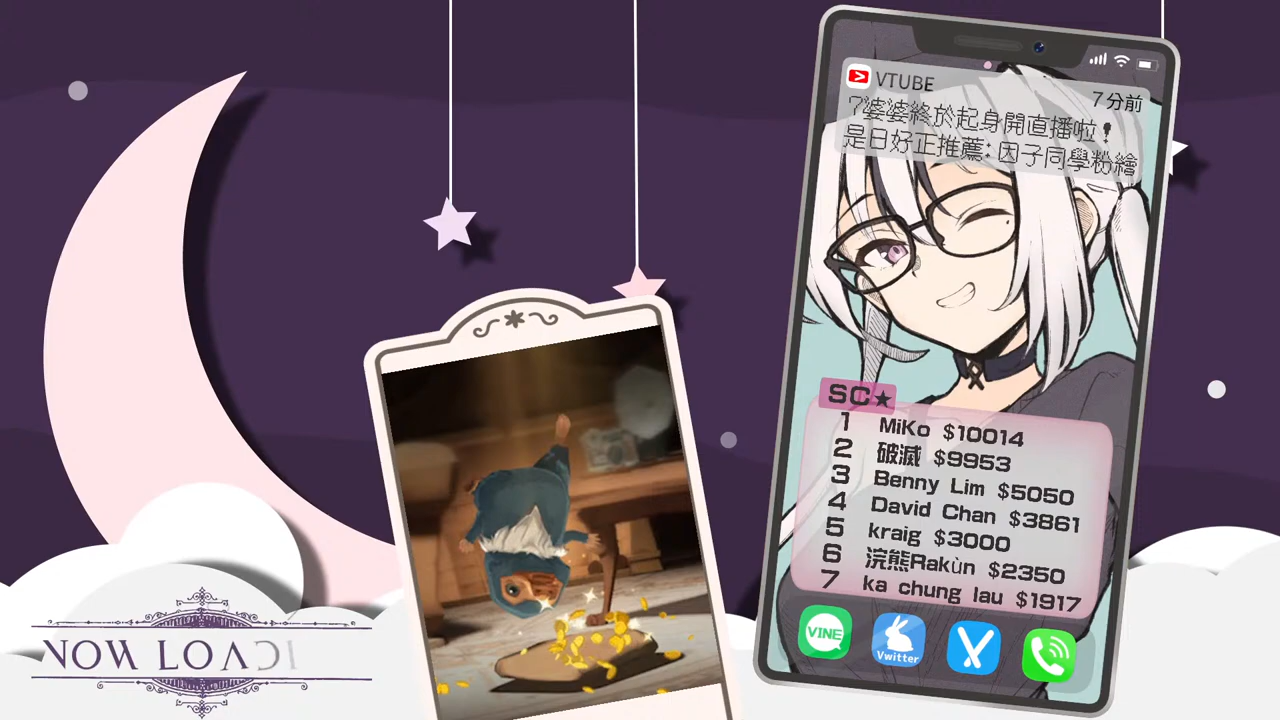 VTUBE
7分前
7婆婆終於起身開直播啦!
是日好正推薦:因子同學粉繪
SC★
1 MiKo $10014
2 破滅 $9953
3 Benny Lim $5050
4 David Chan $3861
5 kraig $3000
6 浣熊Rakùn $2350
7 ka chung lau $1917
VINE
Vwitter
NOW LOADI